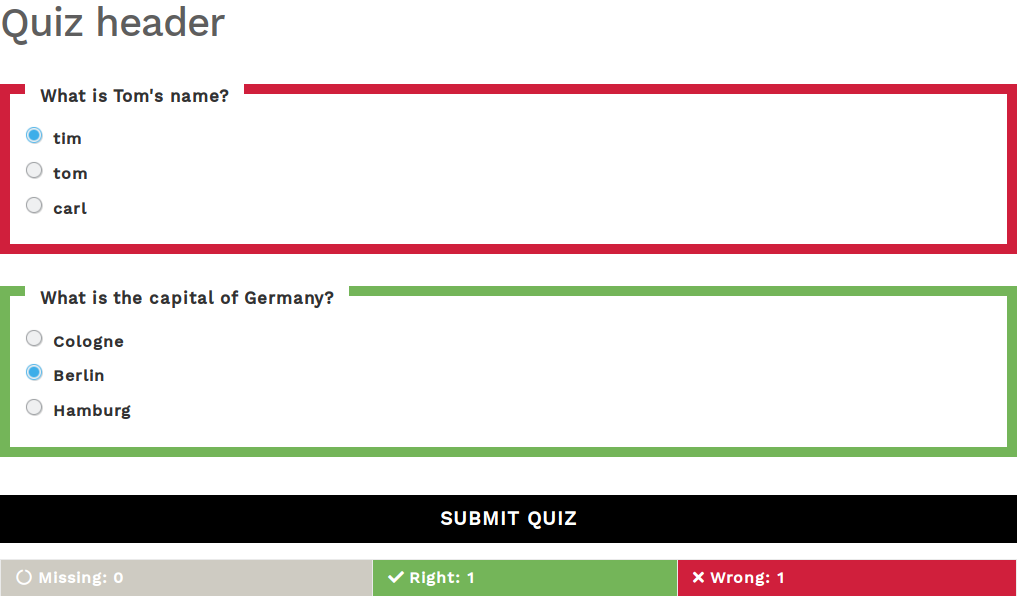 Quiz header
What is Tom's name?
tim
tom
carl
What is the capital of Germany?
Cologne
Berlin
Hamburg
SUBMIT QUIZ
Missing: 0 Right: 1 Wrong: 1